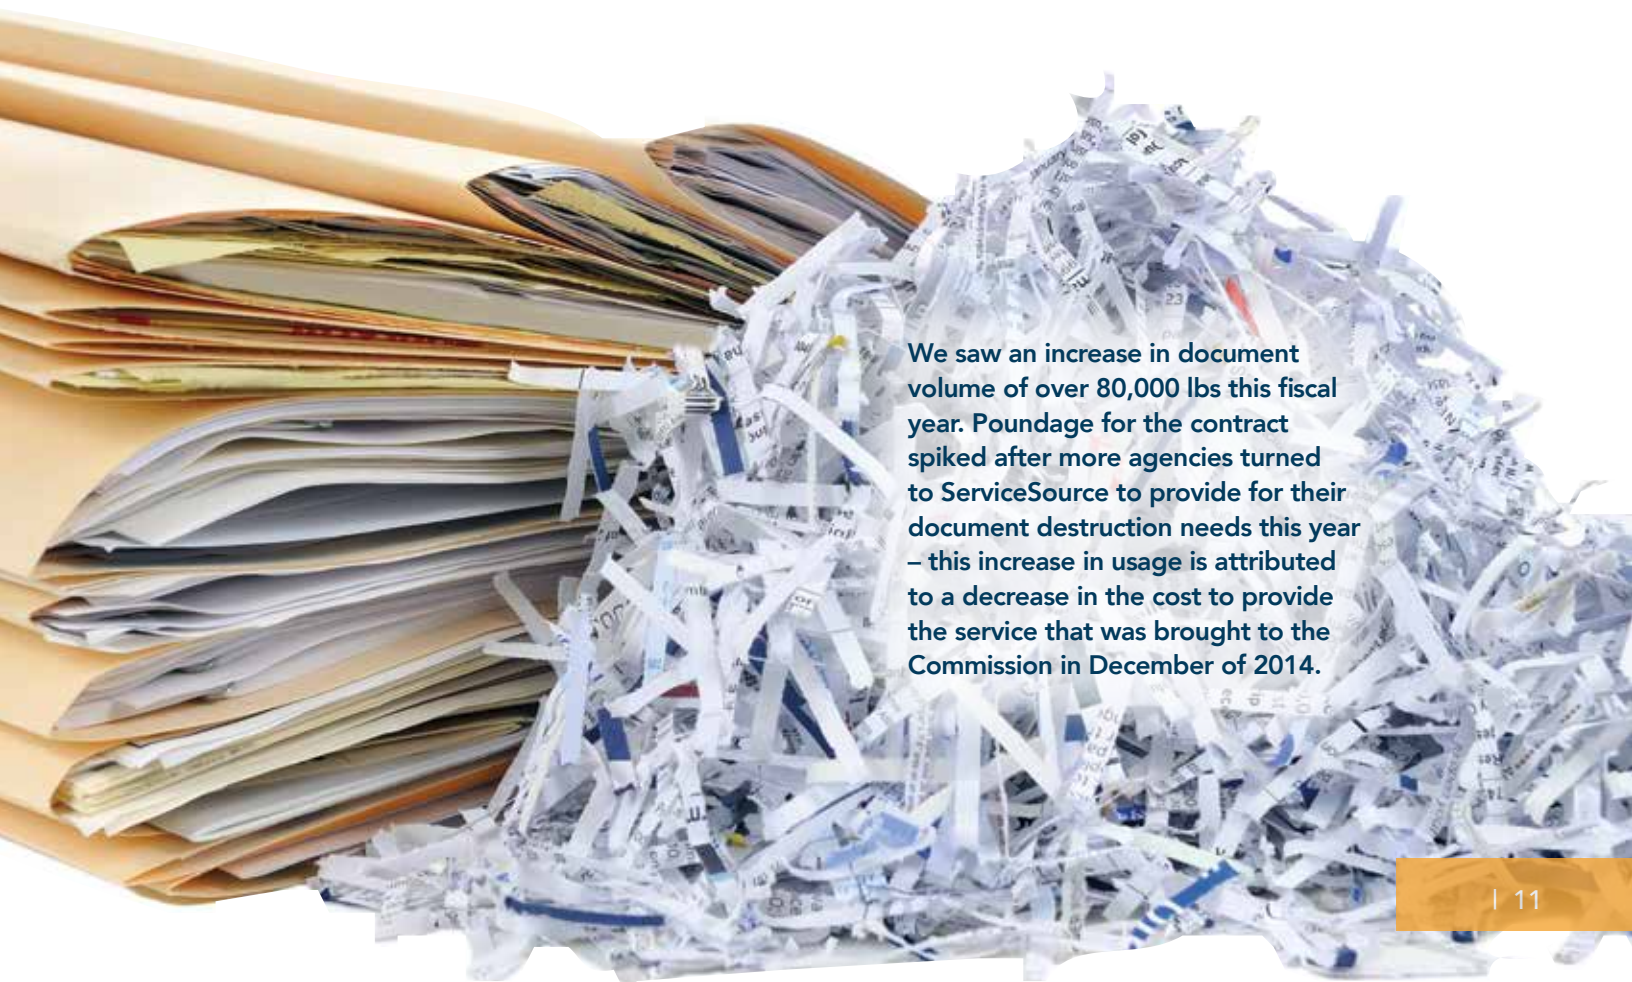 We saw an increase in document
volume of over 80,000 lbs this fiscal
year. Poundage for the contract
spiked after more agencies turned
to ServiceSource to provide for their
document destruction needs this year
– this increase in usage is attributed
to a decrease in the cost to provide
the service that was brought to the
Commission in December of 2014.
| 11